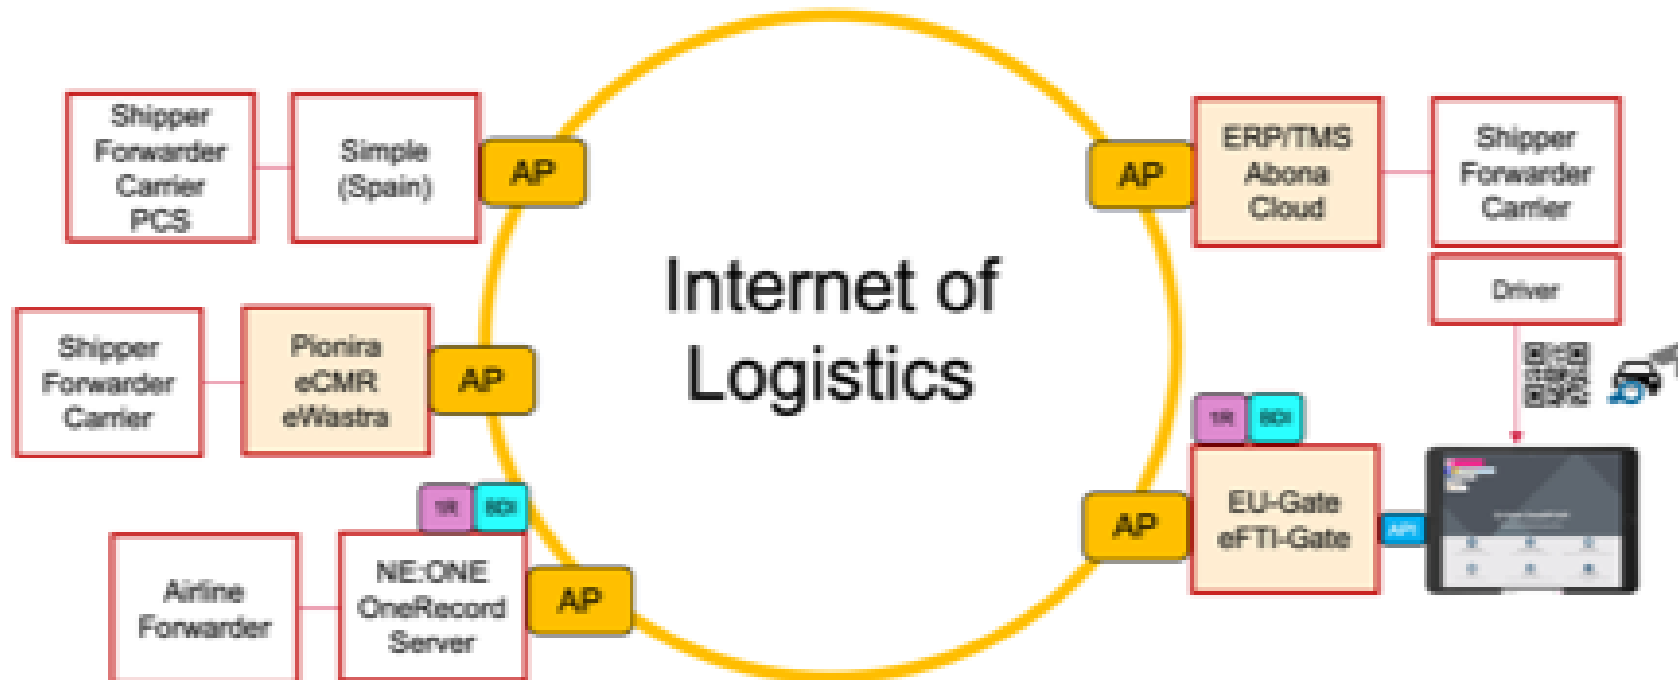 Shipper
Forwarder
Carrier
PCS
Simple
(Spain)
AP
AP
ERP/TMS
Abona
Cloud
Shipper
Forwarder
Carrier
Driver
Internet of
Logistics
Shipper
Forwarder
Carrier
Pionira
eCMR
eWastra
AP
1R
BDI
1R
BDI
Airline
Forwarder
NE:ONE
OneRecord
Server
AP
AP
EU-Gate
eFTI-Gate
API